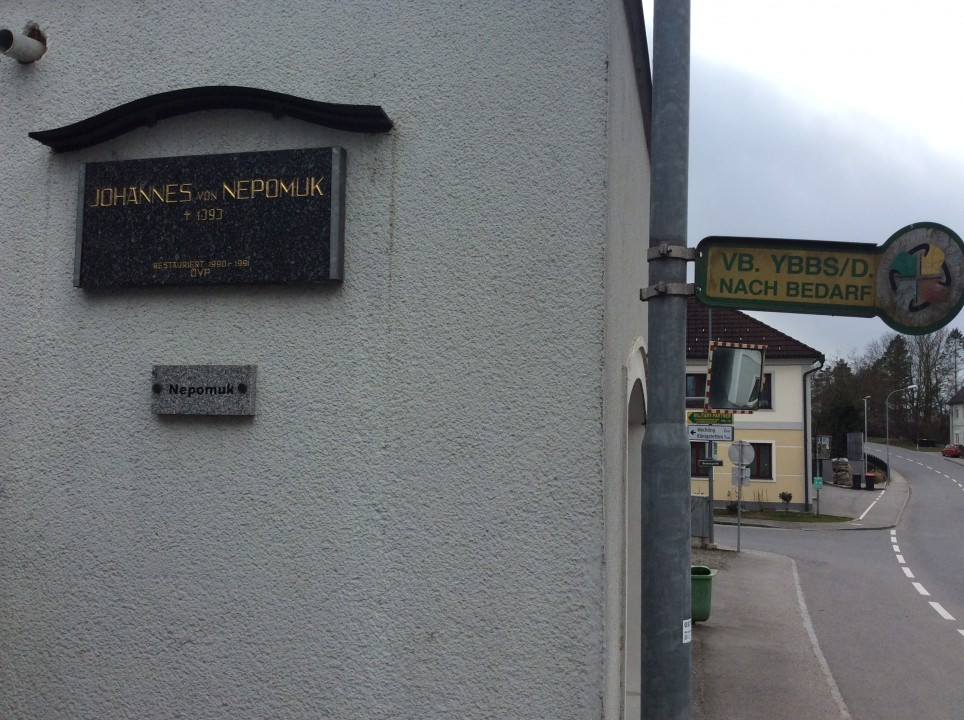 JOHANNES VON NEPOMUK
† 1393
RESTAURIERT 1990-1991
ÖVP
Nepomuk
VB. YBBS/D.
NACH BEDARF